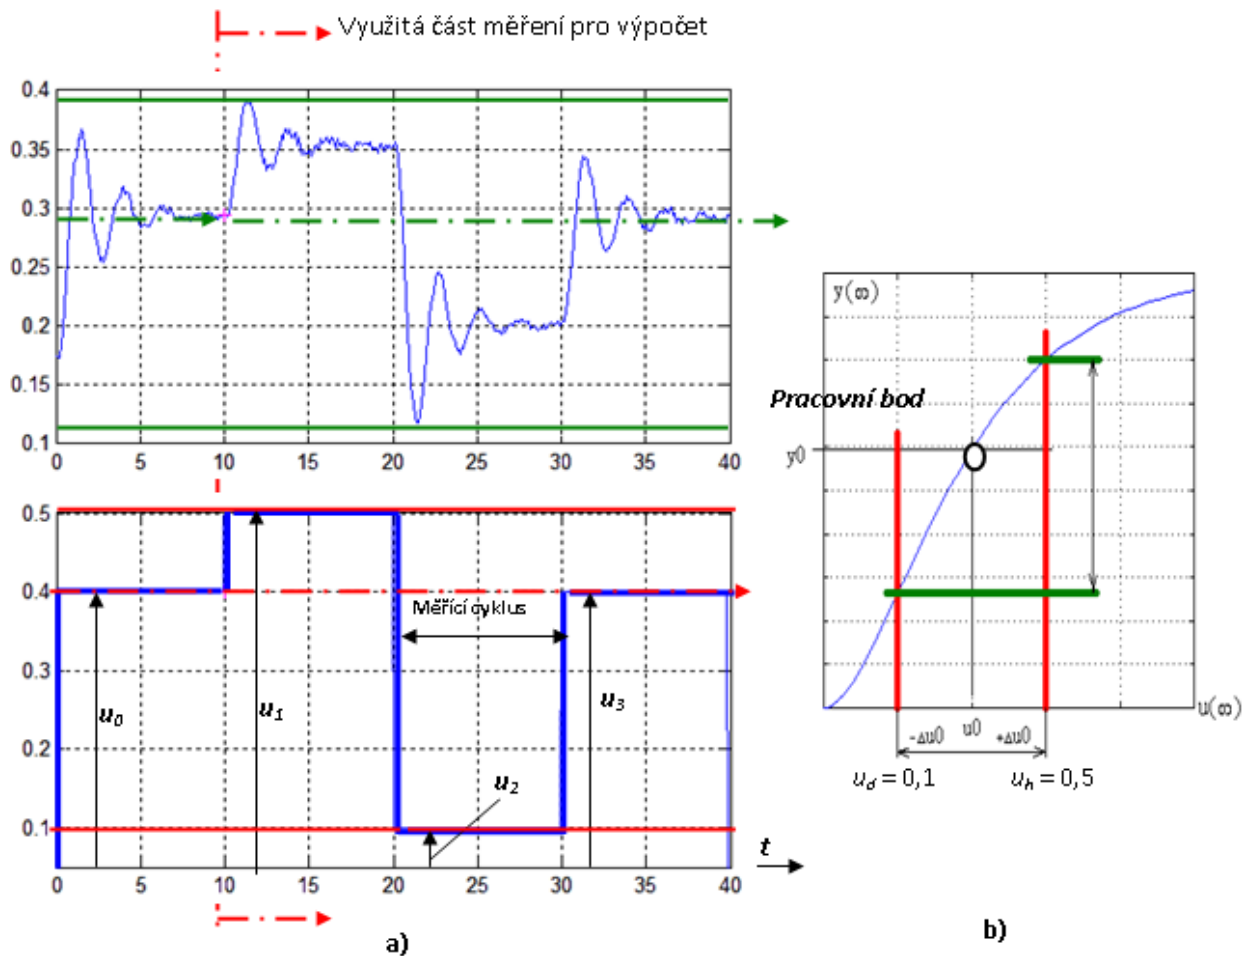 Využitá část měření pro výpočet
0.4
0.35
0.3
0.25
0.2
0.15
0.1
0 5 10 15 20 25 30 35 40
0.5
0.4
0.3
0.2
0.1
Měřící cyklus
u0
u1
u2
u3
t
0 5 10 15 20 25 30 35 40
a)
y(∞)
Pracovní bod
y0
u(∞)
-Δu0 u0 +Δu0
ud = 0,1 uh = 0,5
b)